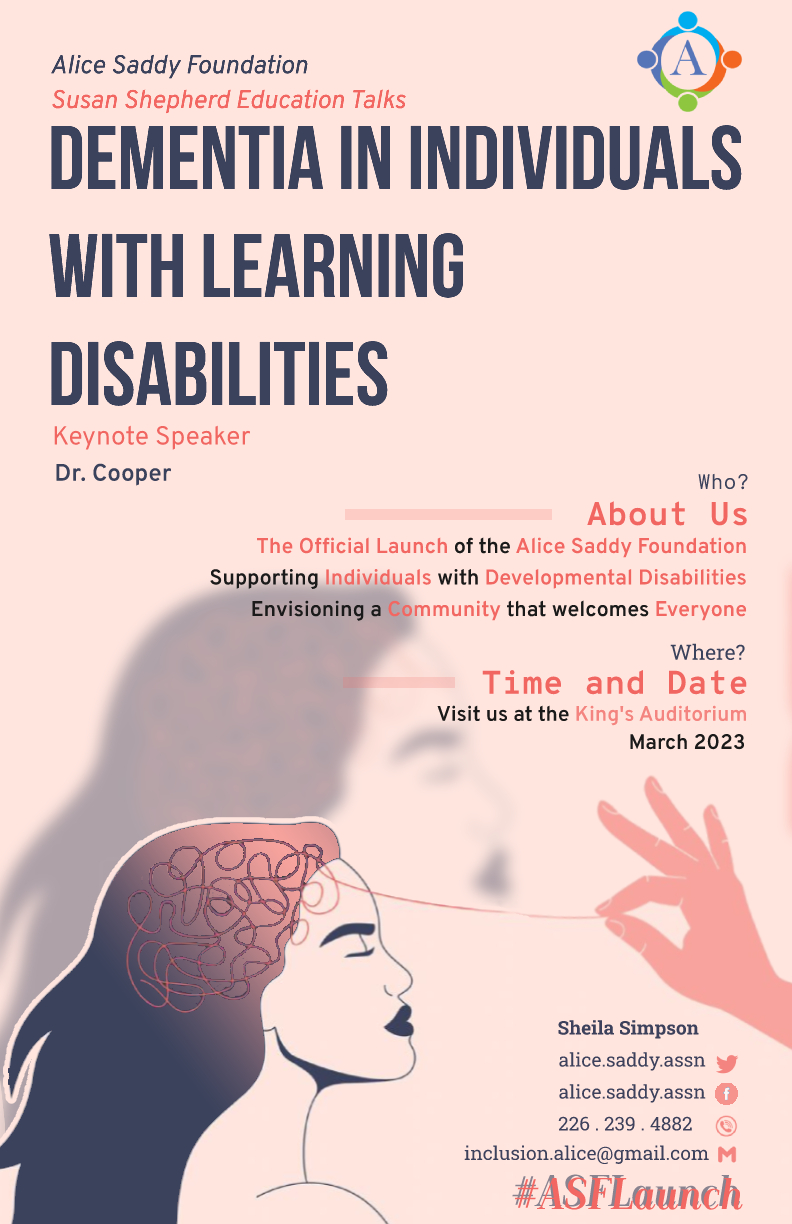 A
Alice Saddy Foundation
Susan Shepherd Education Talks
DEMENTIA IN INDIVIDUALS
WITH LEARNING
DISABILITIES
Keynote Speaker
Dr. Cooper
Who?
About Us
The Official Launch of the Alice Saddy Foundation
Supporting Individuals with Developmental Disabilities
Envisioning a Community that welcomes Everyone
Where?
Time and Date
Visit us at the King's Auditorium
March 2023
Sheila Simpson
alice.saddy.assn
alice.saddy.assn
226 . 239 . 4882
inclusion.alice@gmail.com
#ASFLaunch